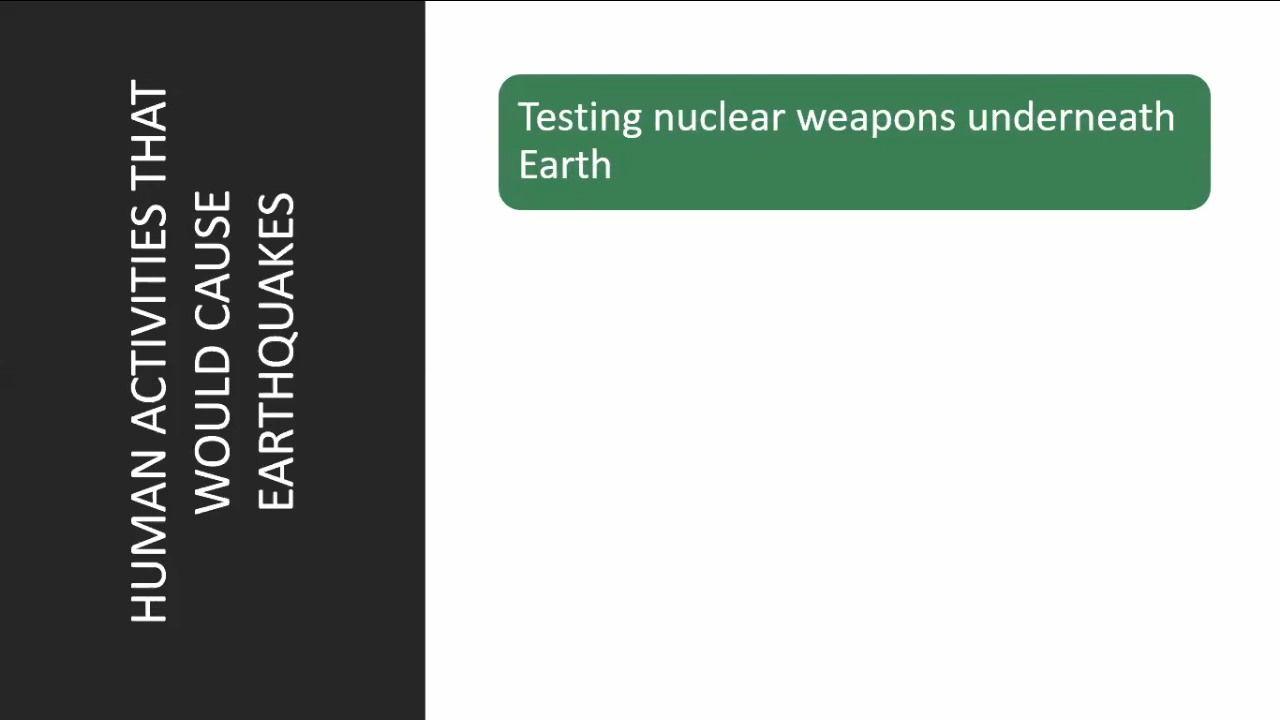 HUMAN ACTIVITIES THAT
WOULD CAUSE
EARTHQUAKES
Testing nuclear weapons underneath
Earth